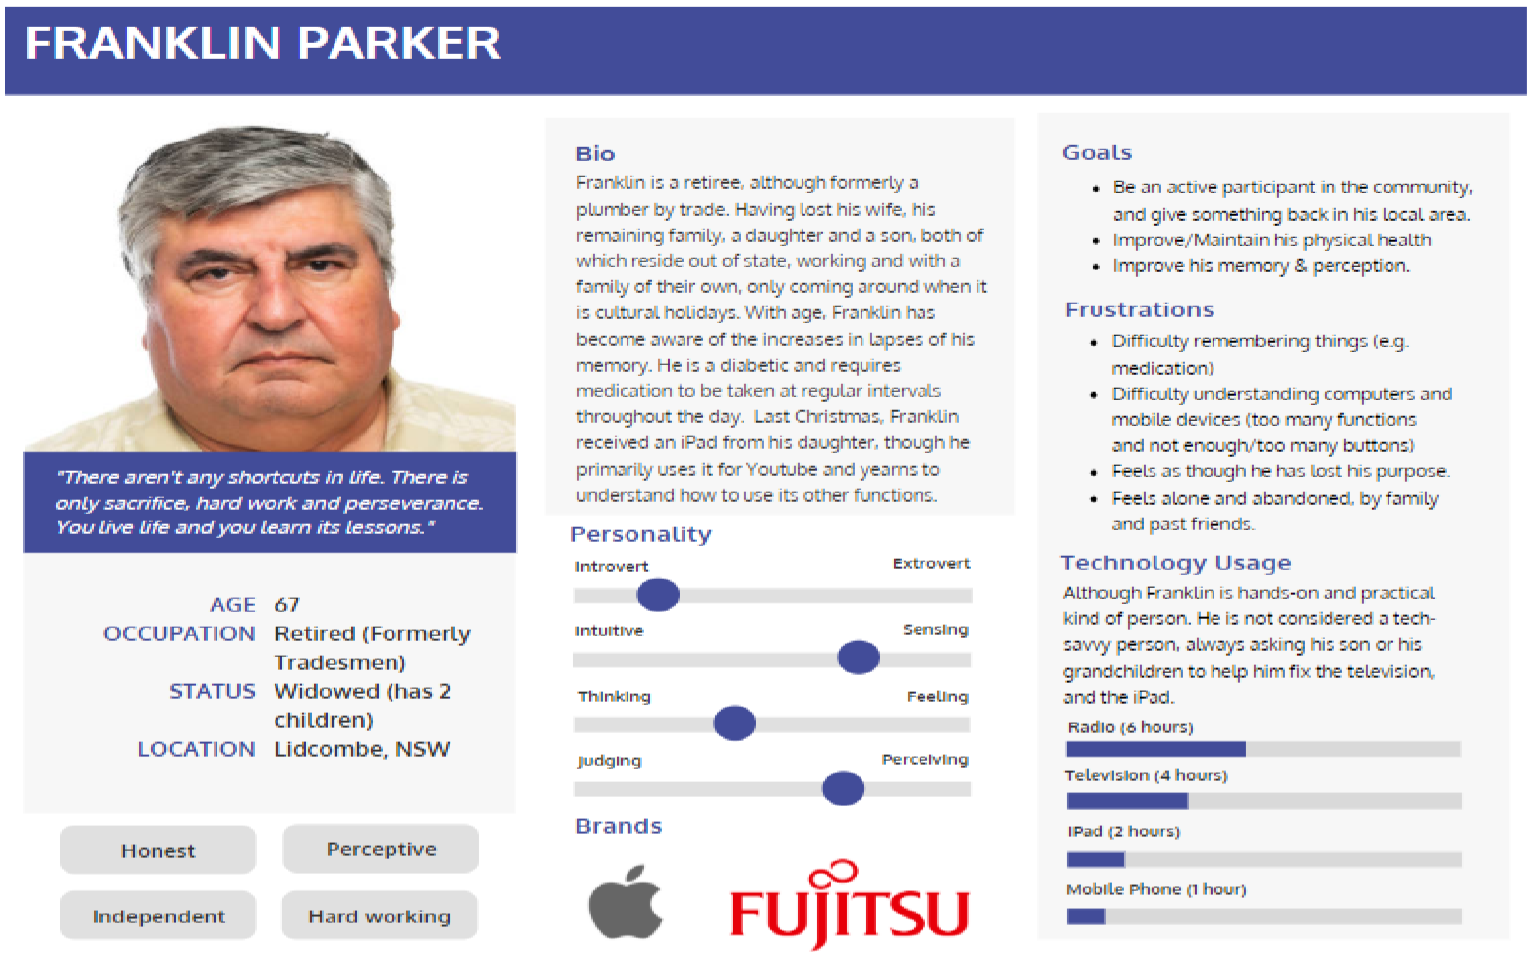 FRANKLIN PARKER
"There aren't any shortcuts in life. There is
only sacrifice, hard work and perseverance.
You live life and you learn its lessons."
AGE 67
OCCUPATION Retired (Formerly
Tradesmen)
STATUS Widowed (has 2
children)
LOCATION Lidcombe, NSW
Honest
Perceptive
Independent
Hard working
Bio
Franklin is a retiree, although formerly a
plumber by trade. Having lost his wife, his
remaining family, a daughter and a son, both of
which reside out of state, working and with a
family of their own, only coming around when it
is cultural holidays. With age, Franklin has
become aware of the increases in lapses of his
memory. He is a diabetic and requires
medication to be taken at regular intervals
throughout the day. Last Christmas, Franklin
received an iPad from his daughter, though he
primarily uses it for Youtube and yearns to
understand how to use its other functions.
Personality
Introvert Extrovert
Intuitive Sensing
Thinking Feeling
Judging Perceiving
Brands
FUJITSU
Goals
• Be an active participant in the community,
and give something back in his local area.
• Improve/Maintain his physical health
• Improve his memory & perception.
Frustrations
• Difficulty remembering things (e.g.
medication)
• Difficulty understanding computers and
mobile devices (too many functions
and not enough/too many buttons)
• Feels as though he has lost his purpose.
• Feels alone and abandoned, by family
and past friends.
Technology Usage
Although Franklin is hands-on and practical
kind of person. He is not considered a tech-
savvy person, always asking his son or his
grandchildren to help him fix the television,
and the iPad.
Radio (6 hours)
Television (4 hours)
IPad (2 hours)
Mobile Phone (1 hour)